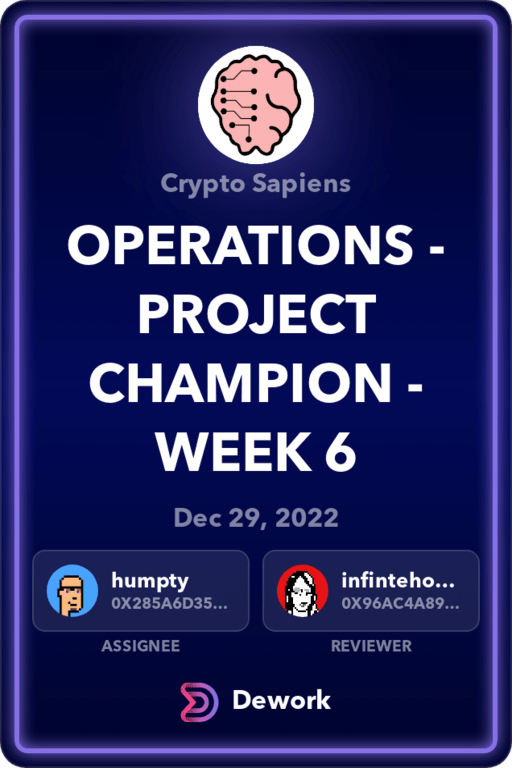 Crypto Sapiens
OPERATIONS -
PROJECT
CHAMPION -
WEEK 6
Dec 29, 2022
humpty
0X285A6D35...
ASSIGNEE
infinteho...
0X96AC4A89...
REVIEWER
Dework